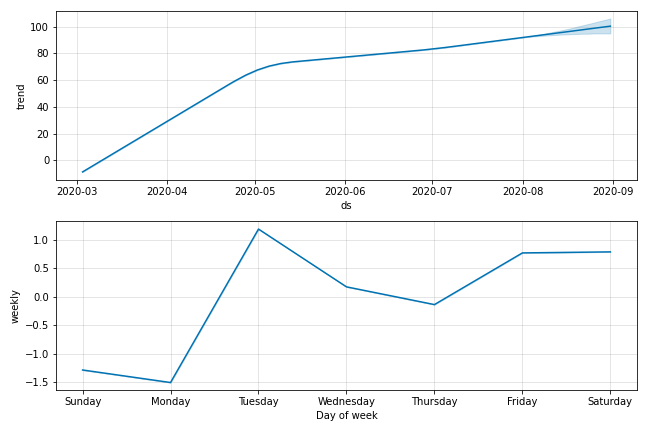 100
80
60
40
20
0
trend
2020-03 2020-04 2020-05 2020-06 2020-07 2020-08 2020-09
ds
1.0
0.5
0.0
−0.5
−1.0
−1.5
weekly
Sunday Monday Tuesday Wednesday Thursday Friday Saturday
Day of week